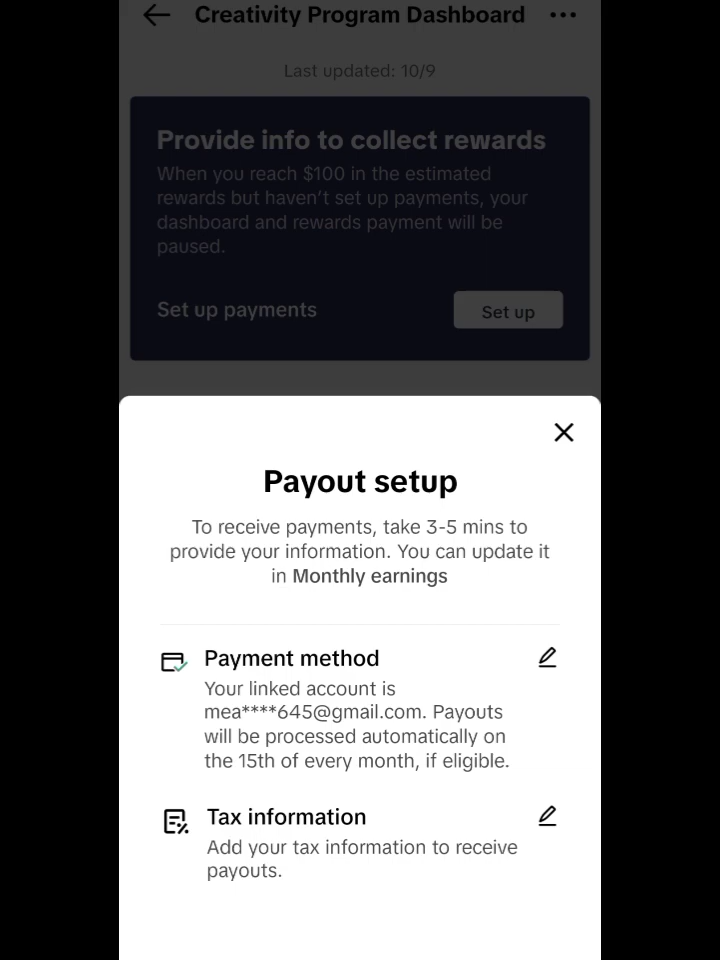 Creativity Program Dashboard
Last updated: 10/9
Provide info to collect rewards
When you reach $100 in the estimated
rewards but haven't set up payments, your
dashboard and rewards payment will be
paused.
Set up payments
Set up
Payout setup
To receive payments, take 3-5 mins to
provide your information. You can update it
in Monthly earnings
Payment method
Your linked account is
mea****645@gmail.com. Payouts
will be processed automatically on
the 15th of every month, if eligible.
Tax information
Add your tax information to receive
payouts.